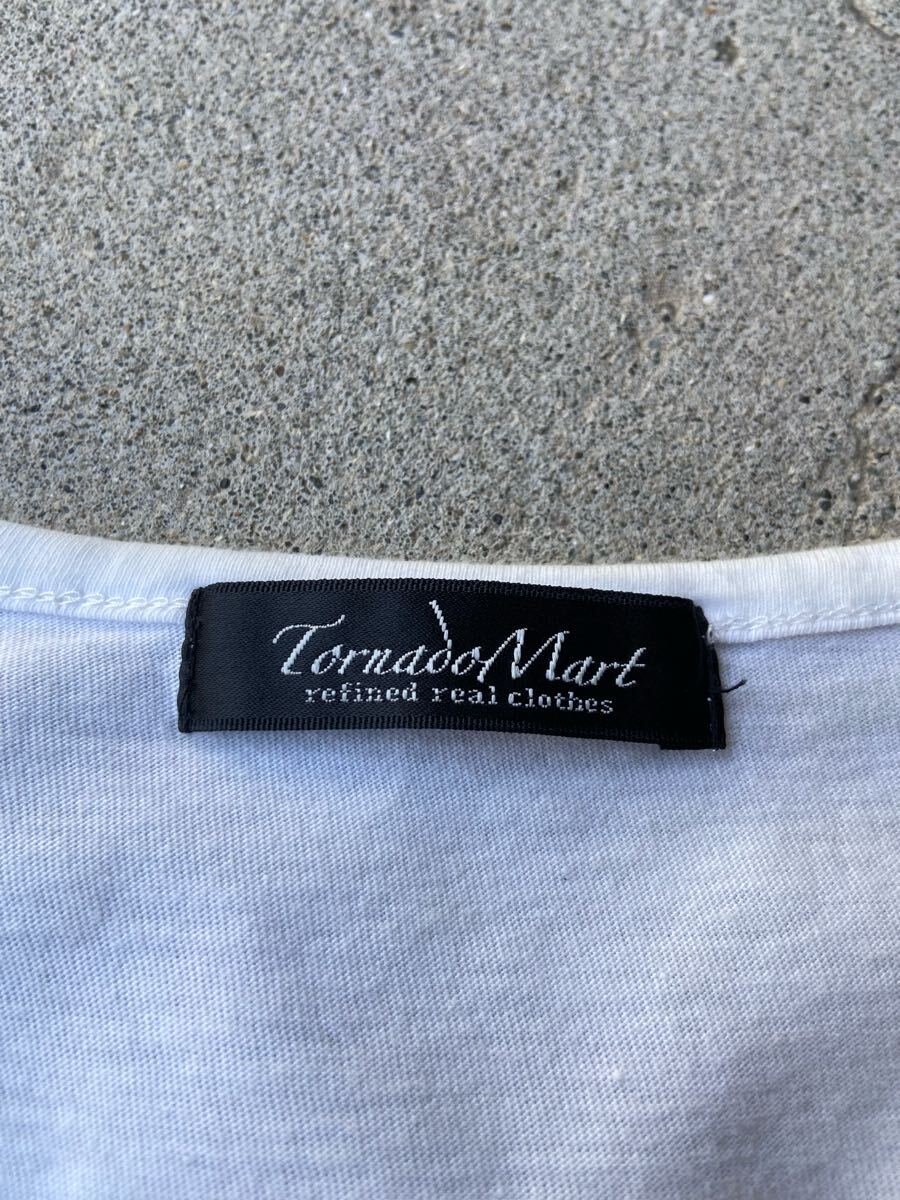 TornadoMart
refined real clothes